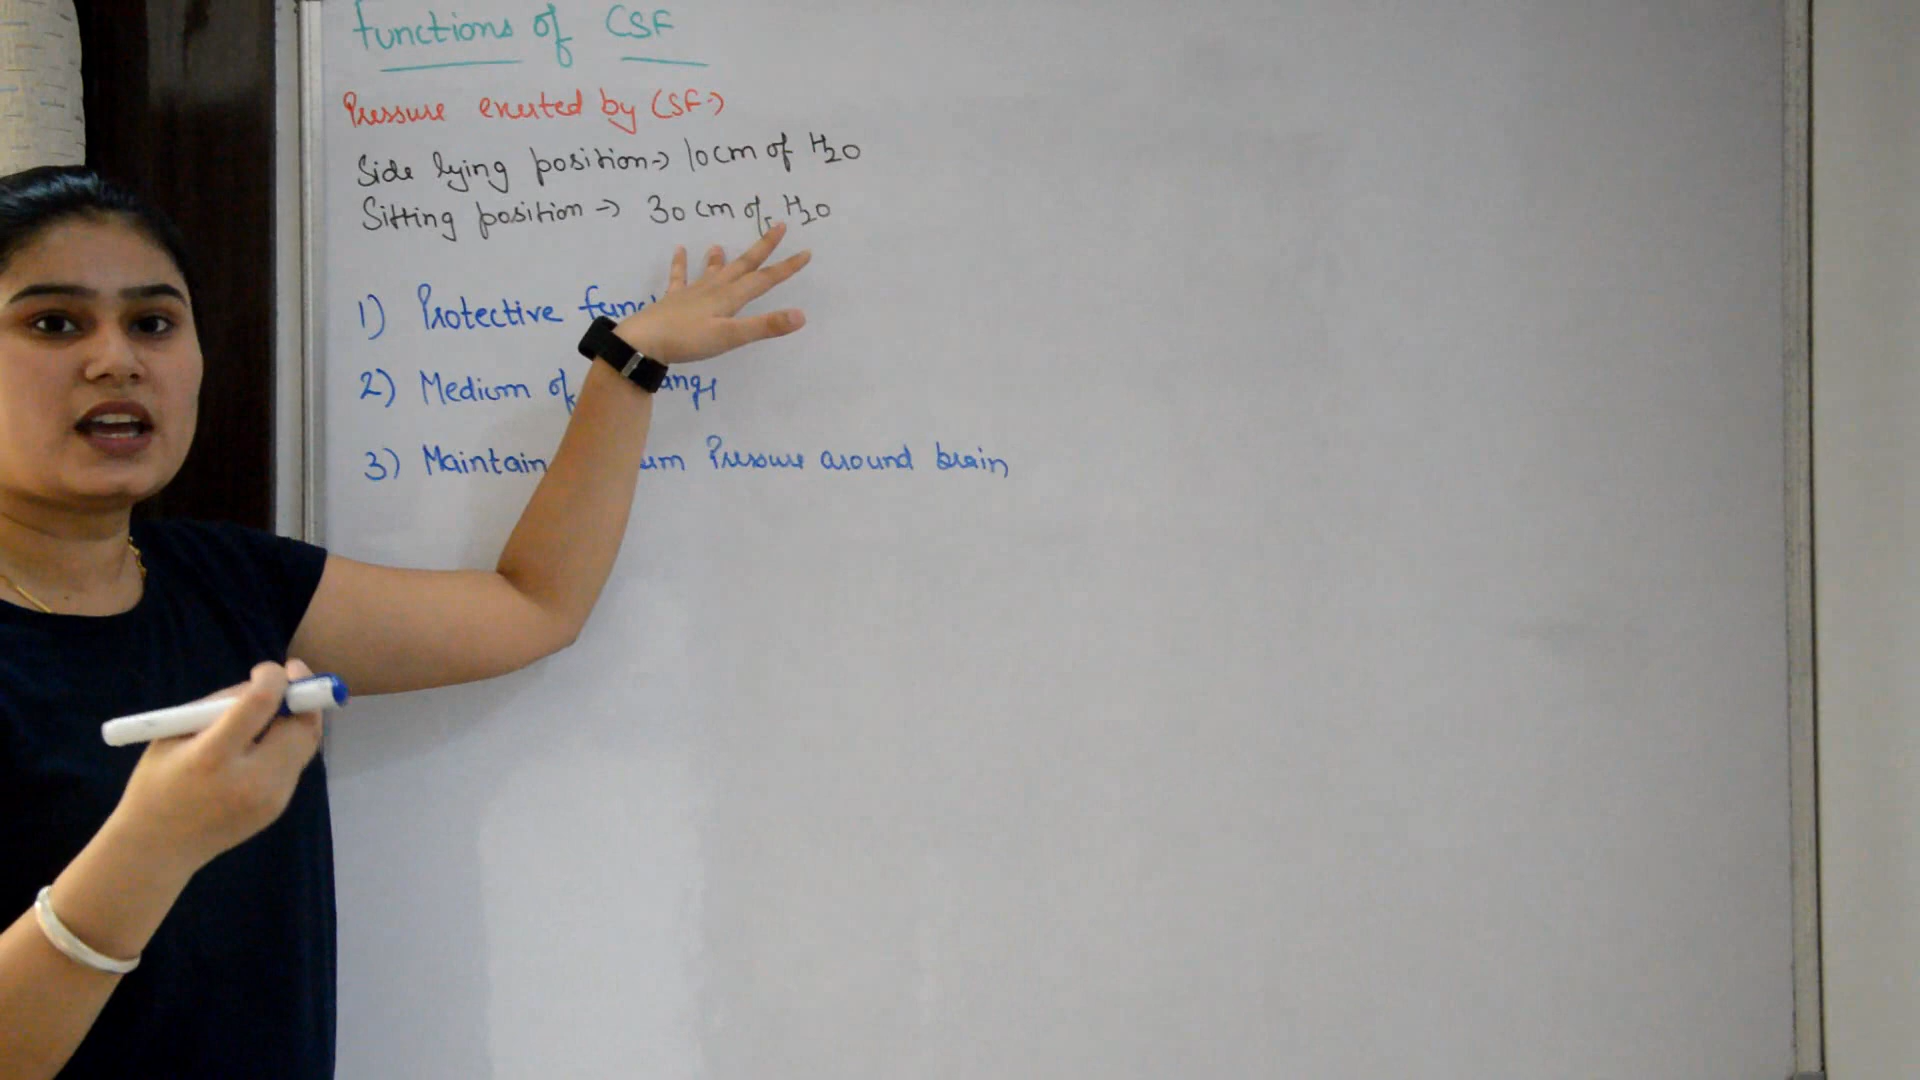 Functions of CSF
Pressure exerted by CSF->
Side lying position-> 10cm of H2O
Sitting position -> 30 cm of H2O
1) Protective
2) Medium of
3) Maintain Pressure around brain